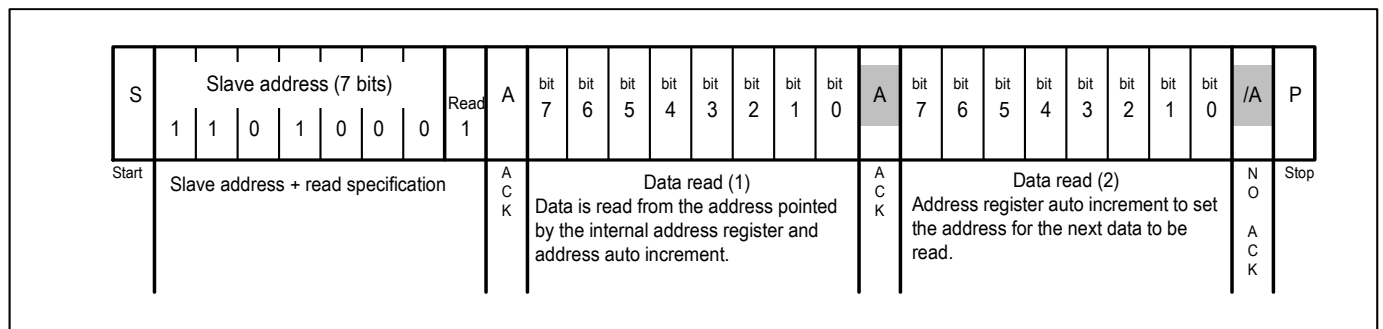 S Slave address (7 bits) Read A bit bit bit bit bit bit bit bit A bit bit bit bit bit bit bit bit /A P
1 1 0 1 0 0 0 1 7 6 5 4 3 2 1 0 7 6 5 4 3 2 1 0
Start
Slave address + read specification
A
C
K
Data read (1)
Data is read from the address pointed
by the internal address register and
address auto increment.
A
C
K
Data read (2)
Address register auto increment to set
the address for the next data to be
read.
N
O
A
C
K
Stop